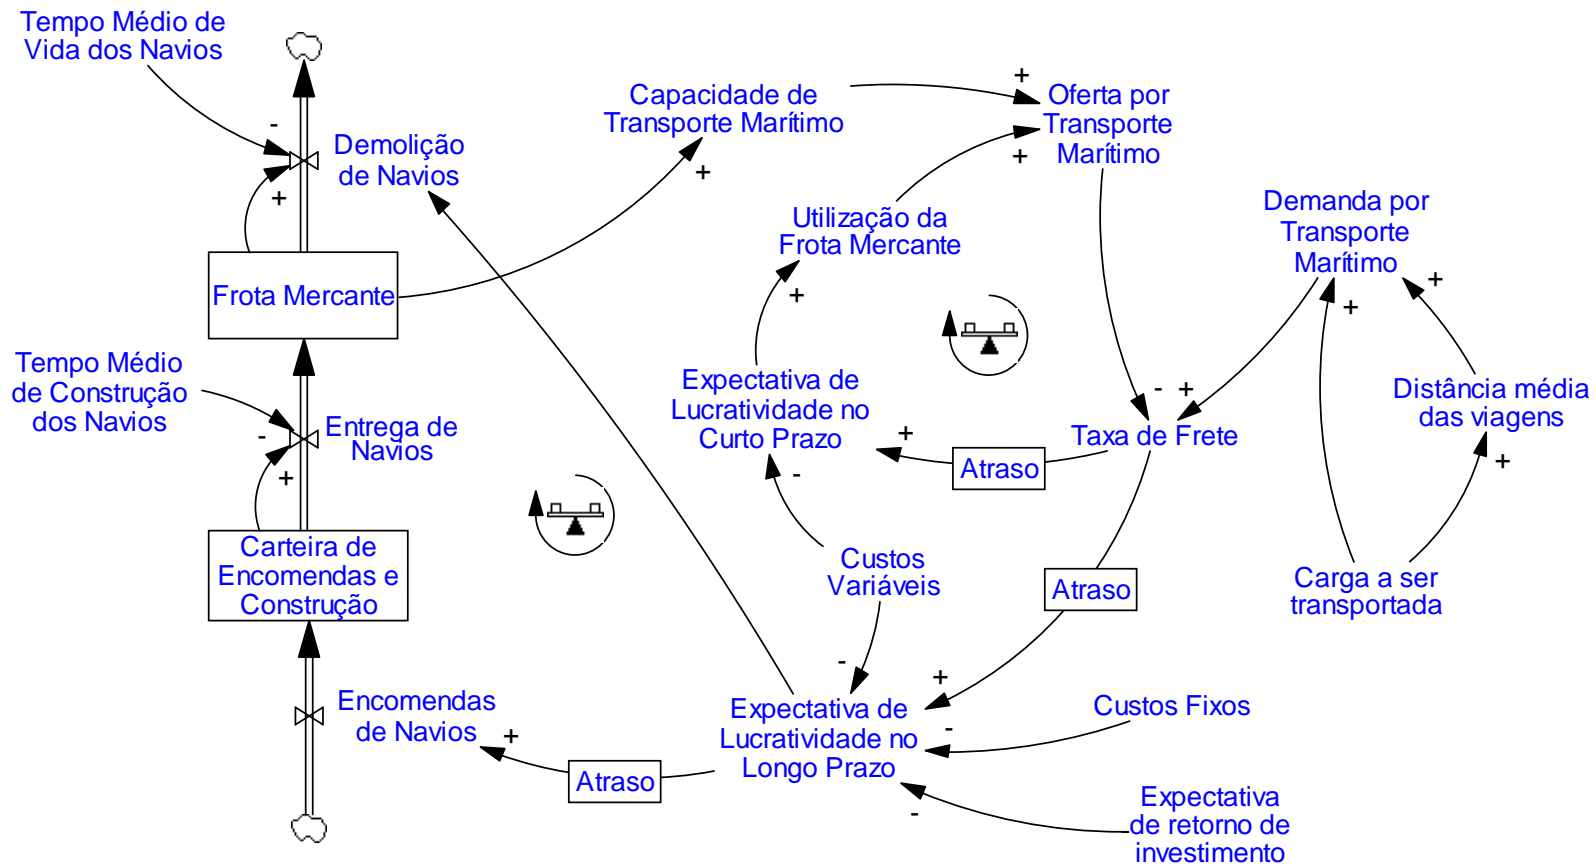 Tempo Médio de
Vida dos Navios
-
+
Demolição
de Navios
Capacidade de
Transporte Marítimo
+
+
Oferta por
Transporte
Marítimo
+
Utilização da
Frota Mercante
+
Demanda por
Transporte
Marítimo
+
+
Frota Mercante
Tempo Médio
de Construção
dos Navios
-
+
Entrega de
Navios
Expectativa de
Lucratividade no
Curto Prazo
+
-
Atraso
- +
Taxa de Frete
Distância média
das viagens
+
Carteira de
Encomendas e
Construção
Custos
Variáveis
Atraso
Carga a ser
transportada
-
+
Encomendas
de Navios
+
Atraso
Expectativa de
Lucratividade no
Longo Prazo
-
Custos Fixos
-
Expectativa
de retorno de
investimento